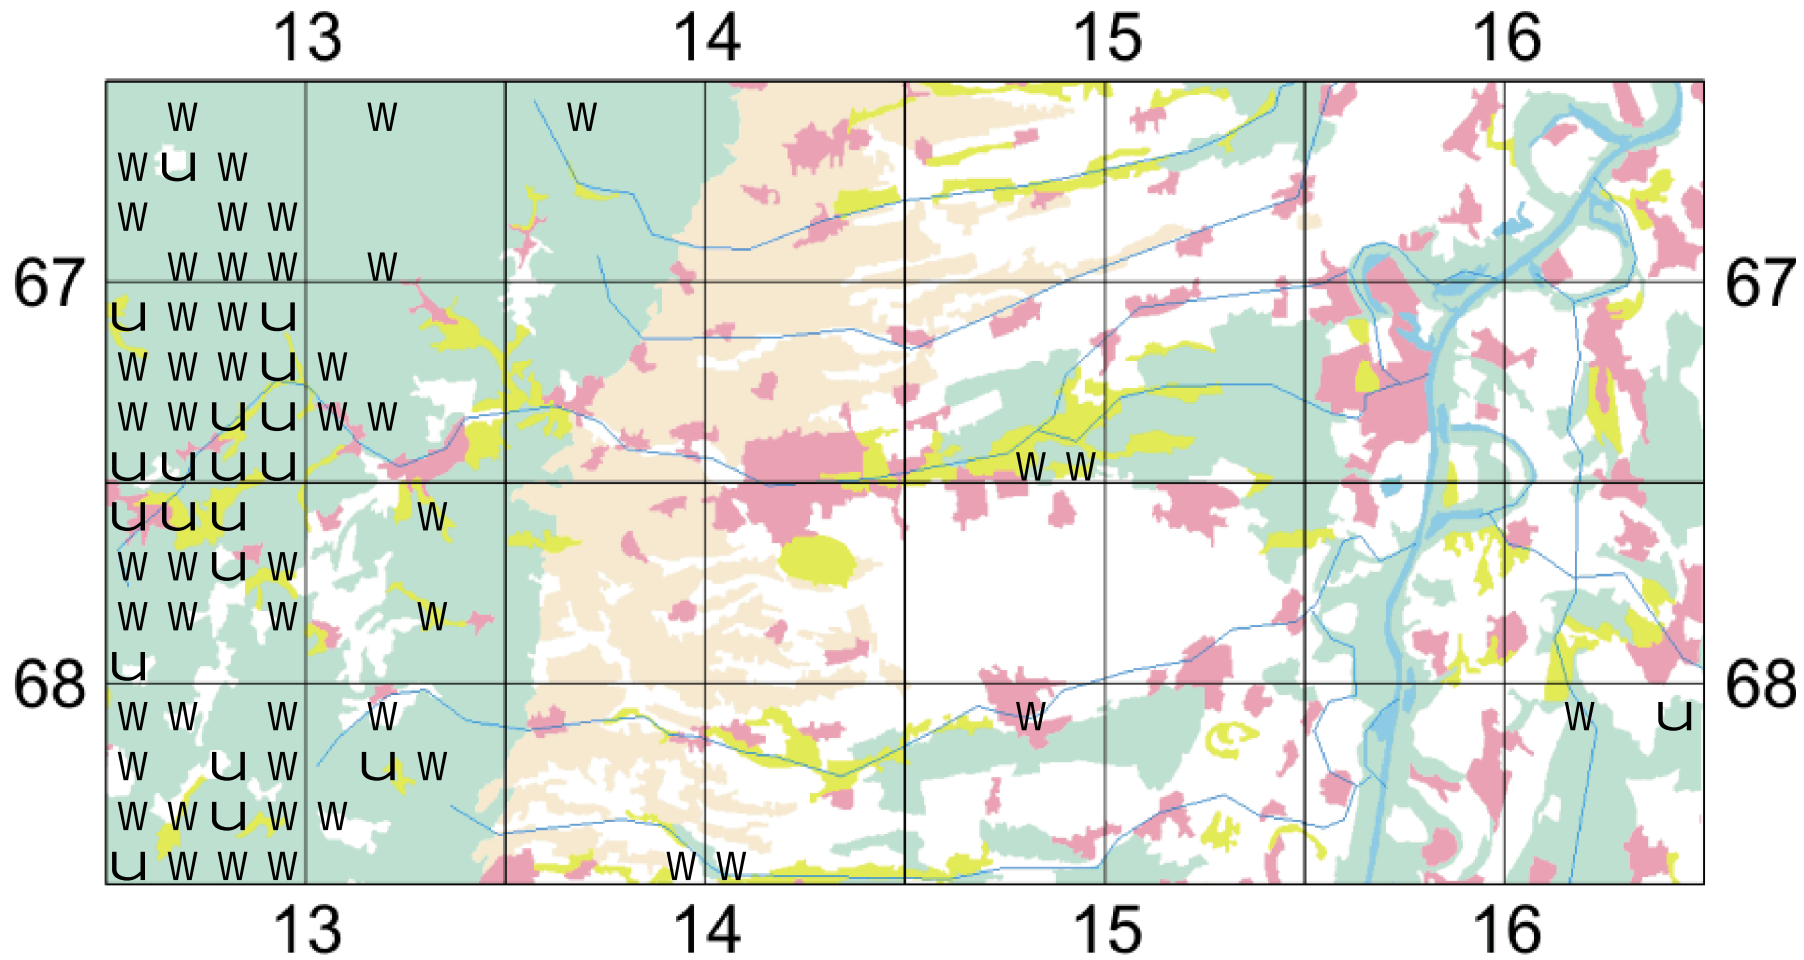 13 14 15 16
W W W
W u W
W W W
67 W W W W 67
u W W u
W W W u W
W W u u W W
u u u u W W
u u u W
W W u W
W W W W
68 u 68
W W W W W W u
W u W u W
W W u W W
u W W W W W
13 14 15 16